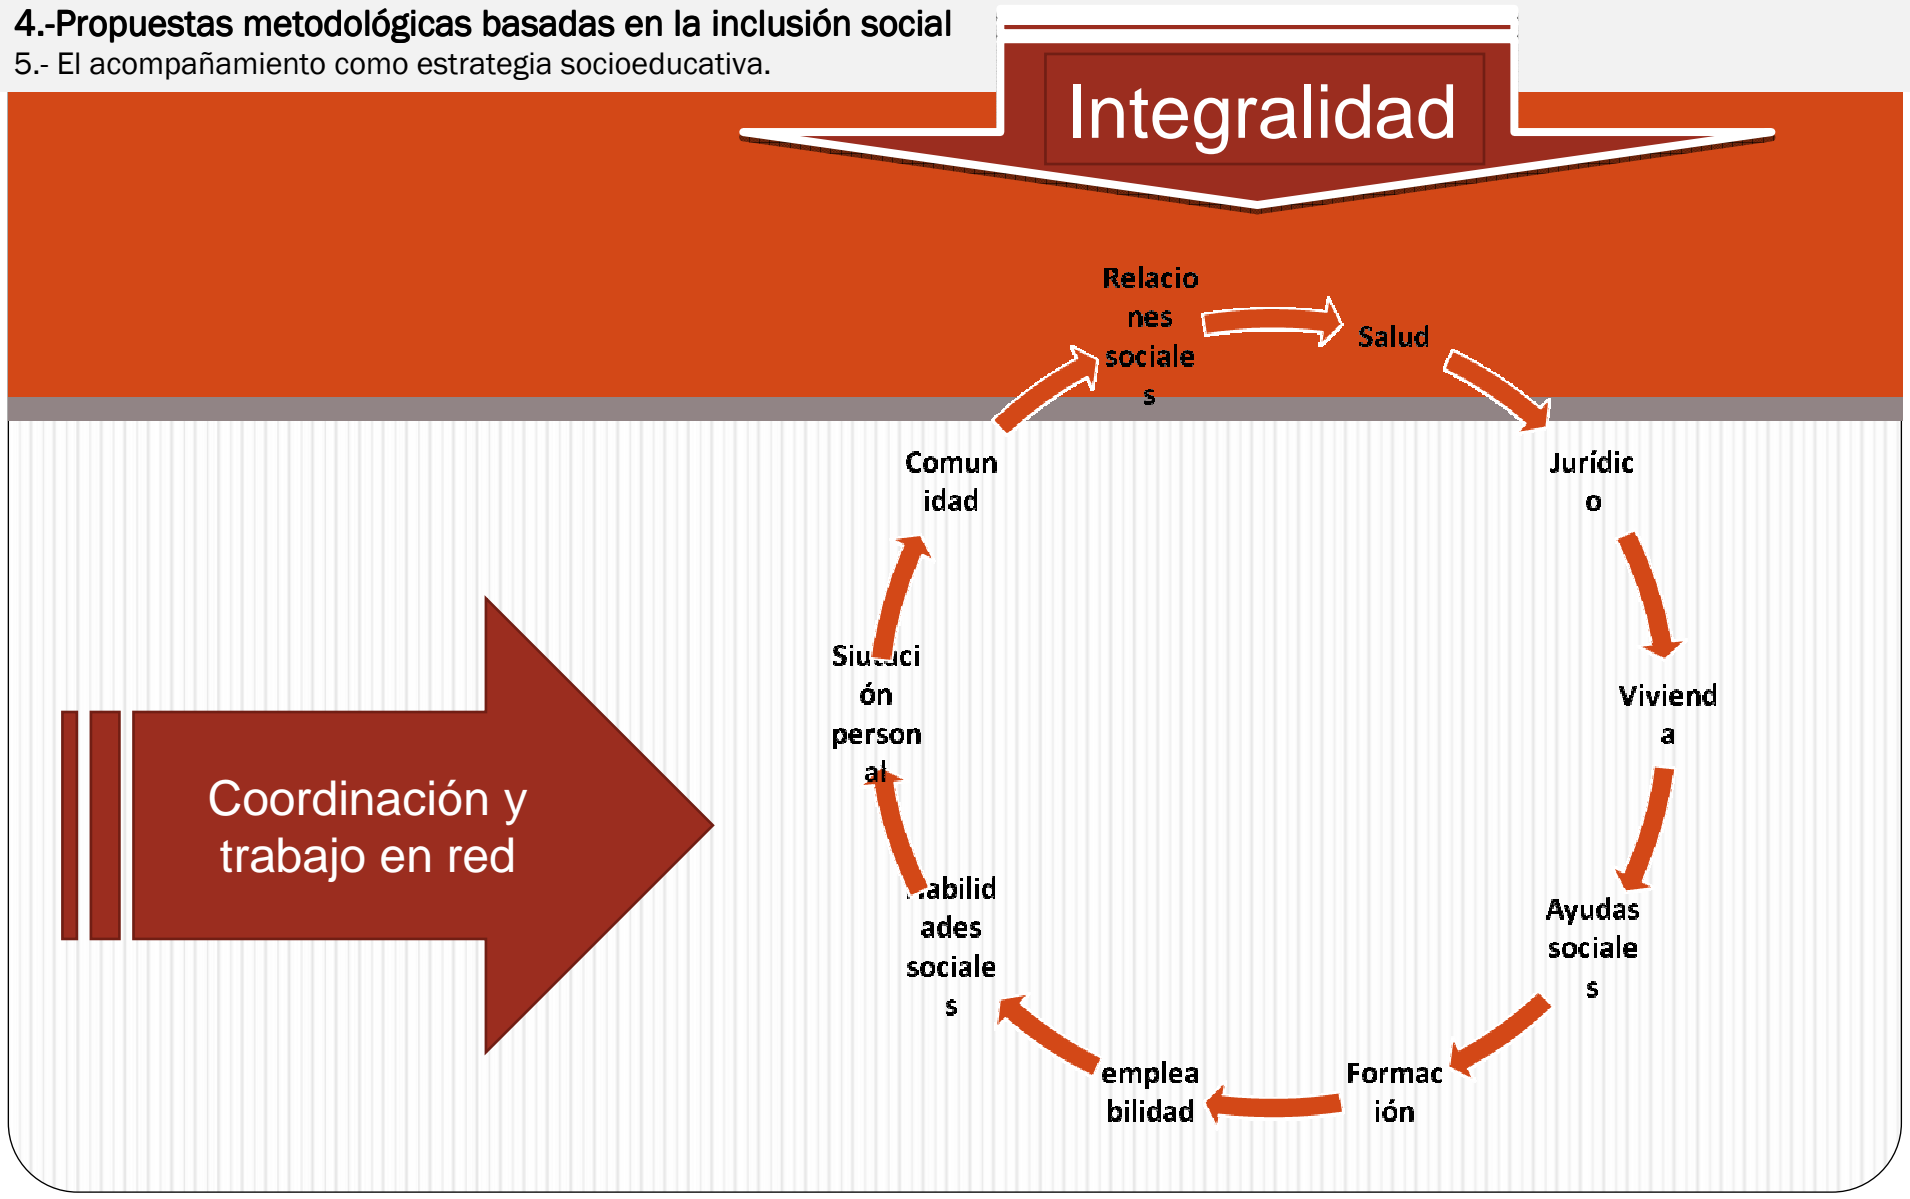 4.-Propuestas metodológicas basadas en la inclusión social
5.- El acompañamiento como estrategia socioeducativa.
Integralidad
Relacio
nes
sociale
s
Salud
Jurídic
o
Viviend
a
Ayudas
sociale
s
Formac
ión
emplea
bilidad
Habilid
ades
sociale
s
Siutaci
ón
person
al
Comun
idad
Coordinación y
trabajo en red